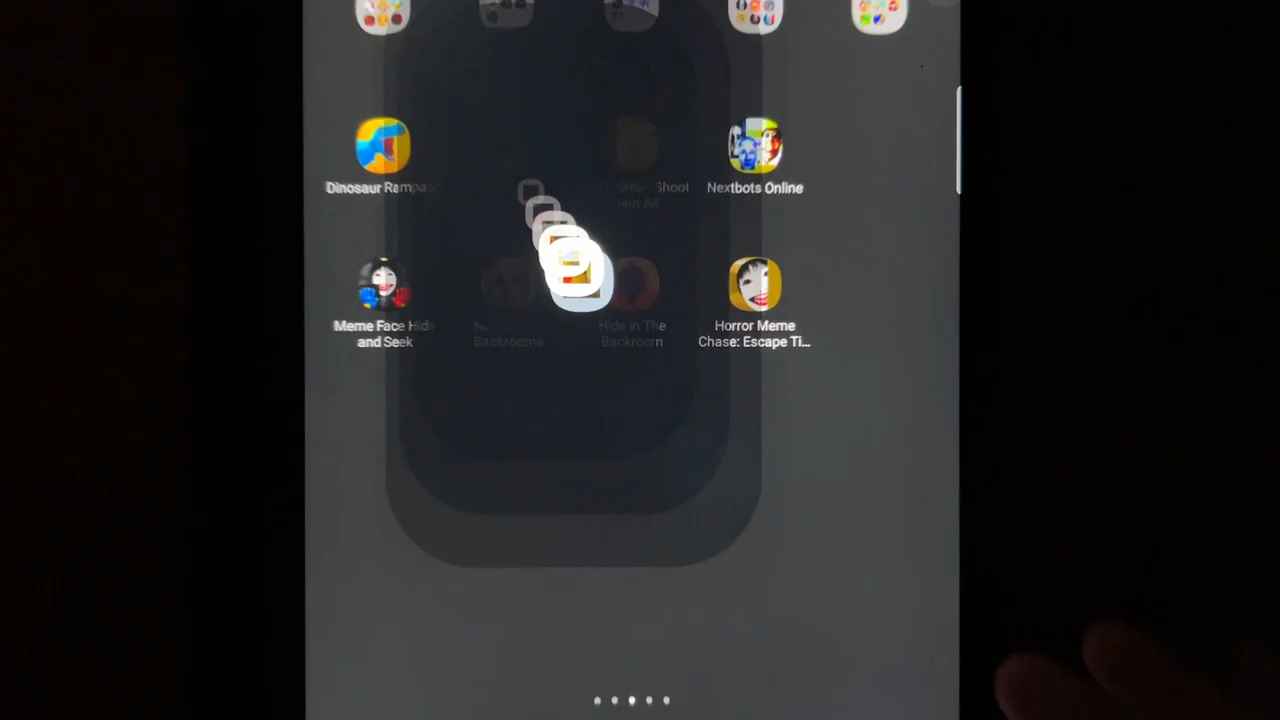 Dinosaur Rampa
Shoot
Nextbots Online
Meme Face Hide
and Seek
Backrooms
Hide in The
Backroom
Horror Meme
Chase: Escape Ti...